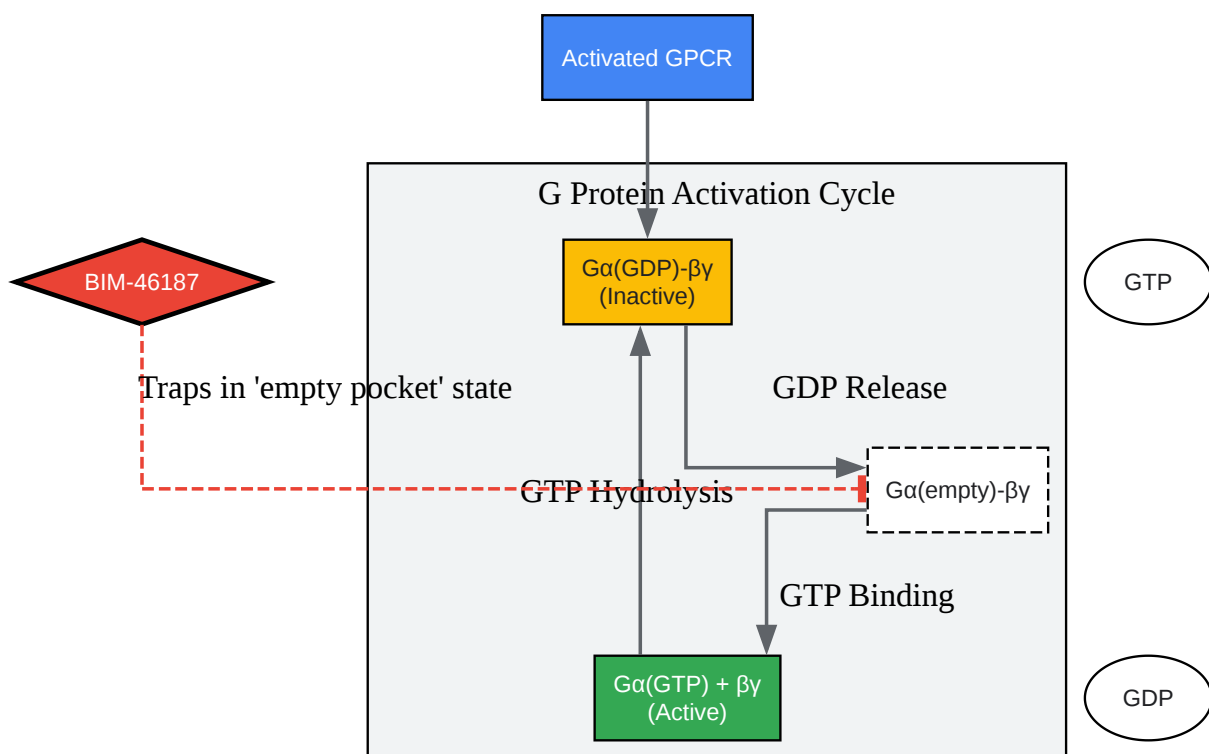 Activated GPCR
G Protein Activation Cycle
BIM-46187
Gα(GDP)-βγ
(Inactive)
GTP
Traps in 'empty pocket' state
GDP Release
GTP Hydrolysis
Gα(empty)-βγ
GTP Binding
Gα(GTP) + βγ
(Active)
GDP